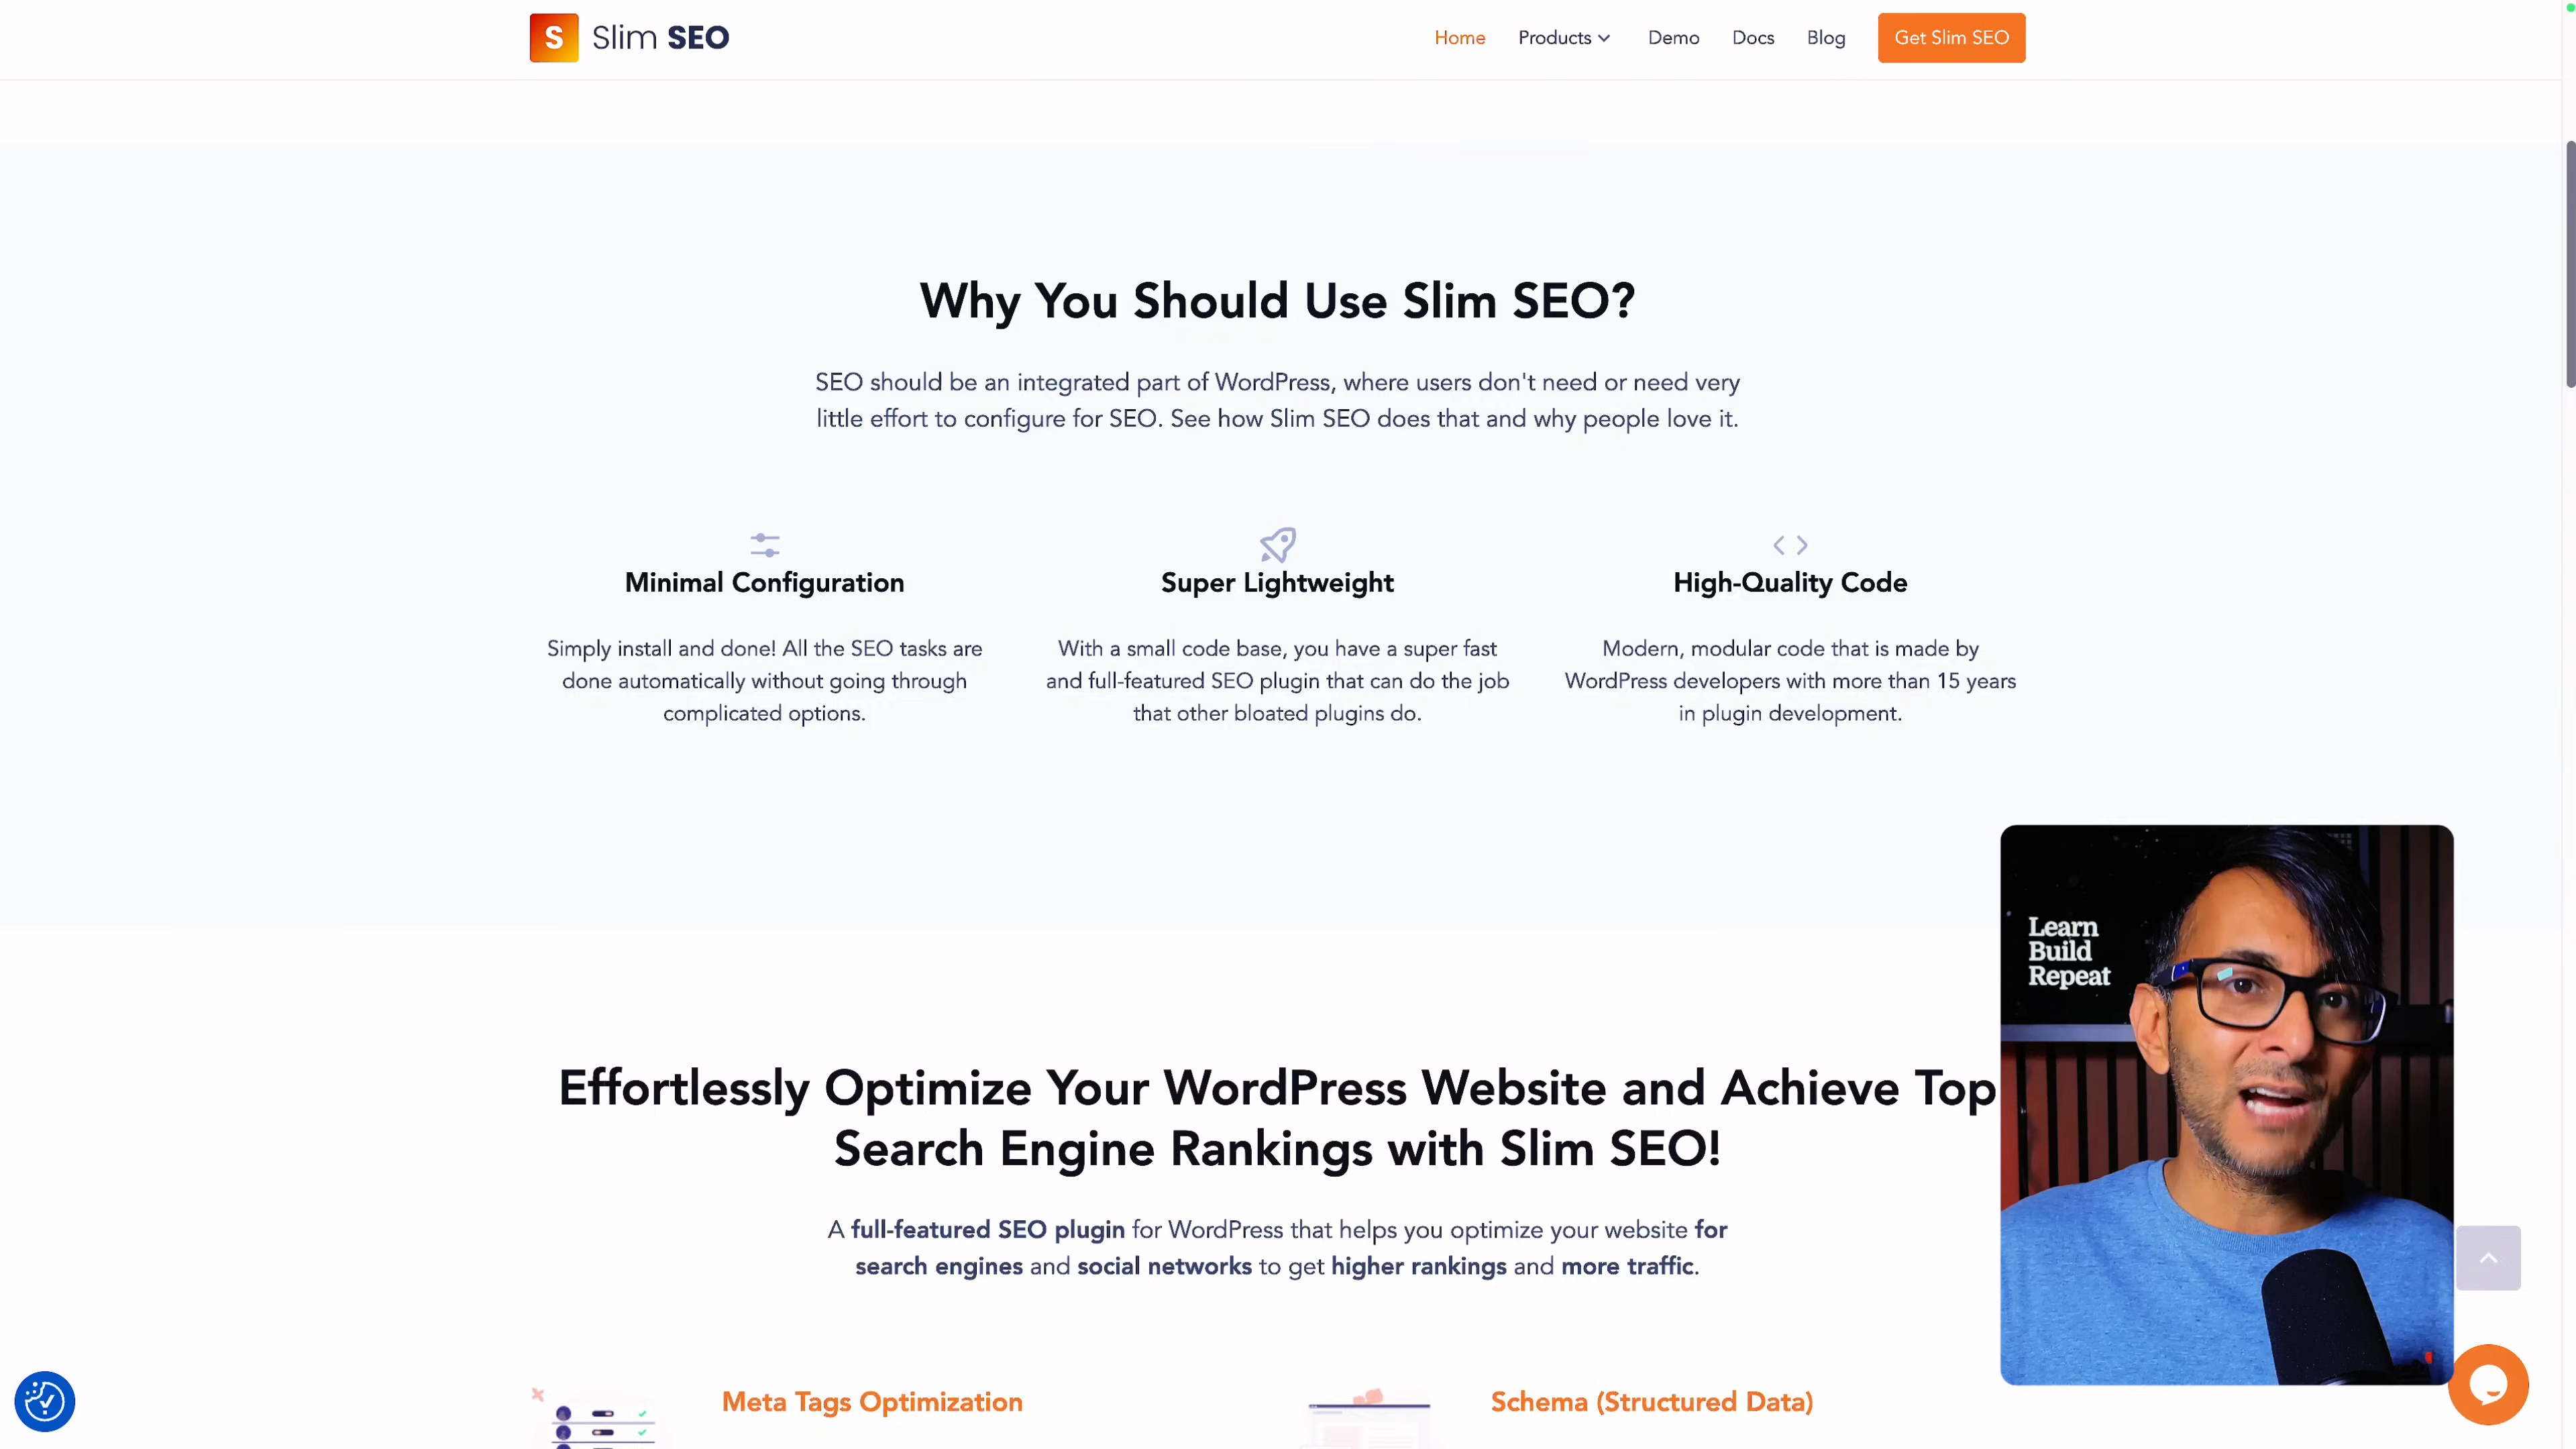 S Slim SEO
Home
Products
Demo
Docs
Blog
Get Slim SEO
Why You Should Use Slim SEO?
SEO should be an integrated part of WordPress, where users don't need or need very
little effort to configure for SEO. See how Slim SEO does that and why people love it.
Minimal Configuration
Simply install and done! All the SEO tasks are
done automatically without going through
complicated options.
Super Lightweight
With a small code base, you have a super fast
and full-featured SEO plugin that can do the job
that other bloated plugins do.
High-Quality Code
Modern, modular code that is made by
WordPress developers with more than 15 years
in plugin development.
Learn
Build
Repeat
Effortlessly Optimize Your WordPress Website and Achieve Top
Search Engine Rankings with Slim SEO!
A full-featured SEO plugin for WordPress that helps you optimize your website for
search engines and social networks to get higher rankings and more traffic.
Meta Tags Optimization
Schema (Structured Data)